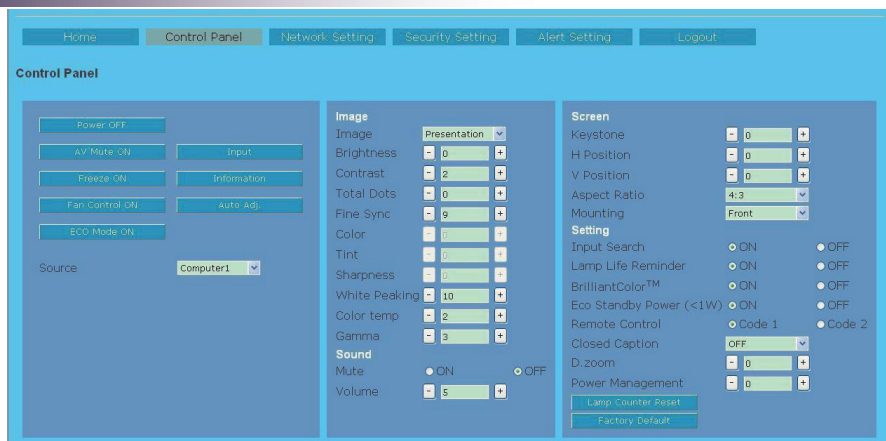 Home Control Panel Network Setting Security Setting Alert Setting Logout
Control Panel
Power OFF
AV Mute ON Input
Freeze ON Information
Fan Control ON Auto Adj.
ECO Mode ON
Source Computer1
Image
Image Presentation
Brightness - 0 +
Contrast - 2 +
Total Dots - 0 +
Fine Sync - 9 +
Color - 0 +
Tint - 0 +
Sharpness - 0 +
White Peaking - 10 +
Color temp - 2 +
Gamma - 3 +
Sound
Mute ON OFF
Volume - 5 +
Screen
Keystone - 0 +
H Position - 0 +
V Position - 0 +
Aspect Ratio 4:3
Mounting Front
Setting
Input Search ON OFF
Lamp Life Reminder ON OFF
BrilliantColor™ ON OFF
Eco Standby Power (<1W) ON OFF
Remote Control Code 1 Code 2
Closed Caption OFF
D.zoom - 0 +
Power Management - 0 +
Lamp Counter Reset
Factory Default